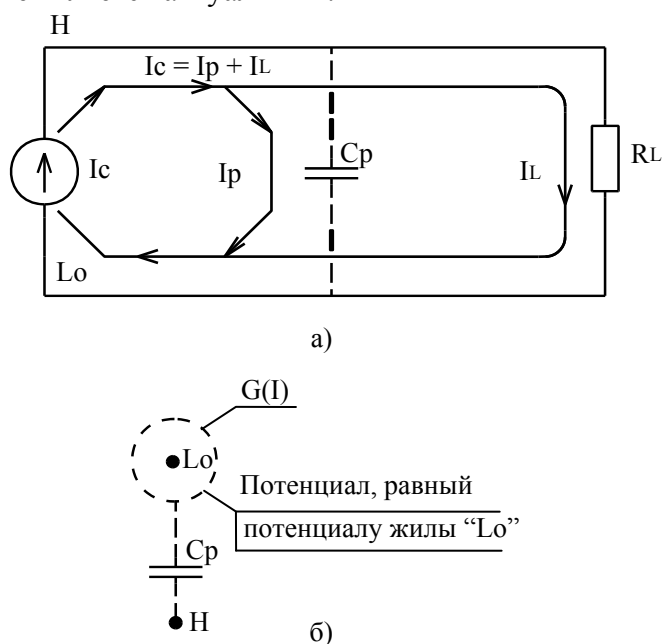 H
Ic = Ip + IL
Ic
Ip
Cp
IL
RL
Lo
а)
G(I)
Lo
Потенциал, равный
потенциалу жилы “Lo”
Cp
H
б)